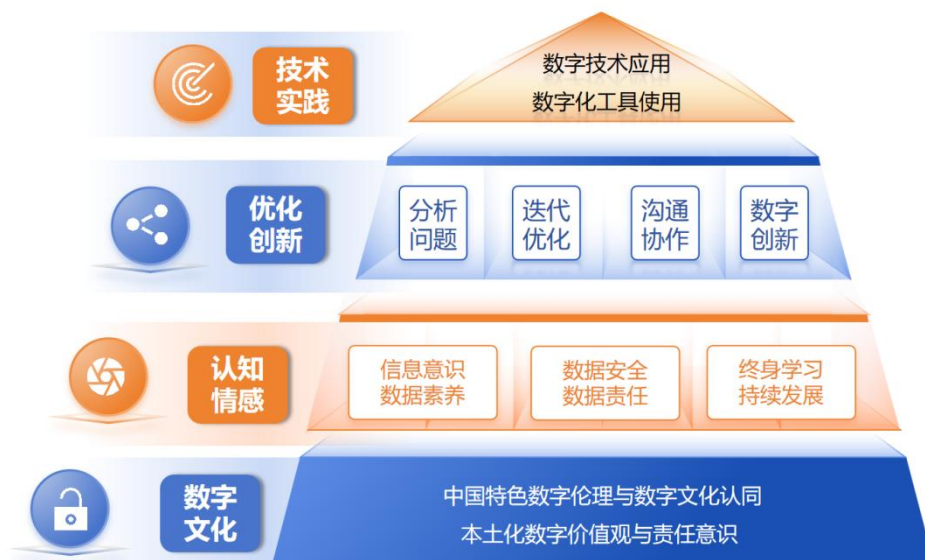 技术
实践
数字技术应用
数字化工具使用
优化
创新
分析
问题
迭代
优化
沟通
协作
数字
创新
认知
情感
信息意识
数据素养
数据安全
数据责任
终身学习
持续发展
数字
文化
中国特色数字伦理与数字文化认同
本土化数字价值观与责任意识